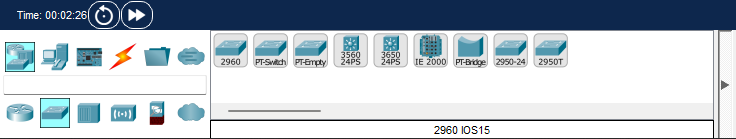 Time: 00:02:26
2960
PT-Switch
PT-Empty
3560
24PS
3650
24PS
IE 2000
PT-Bridge
2950-24
2950T
2960 IOS15